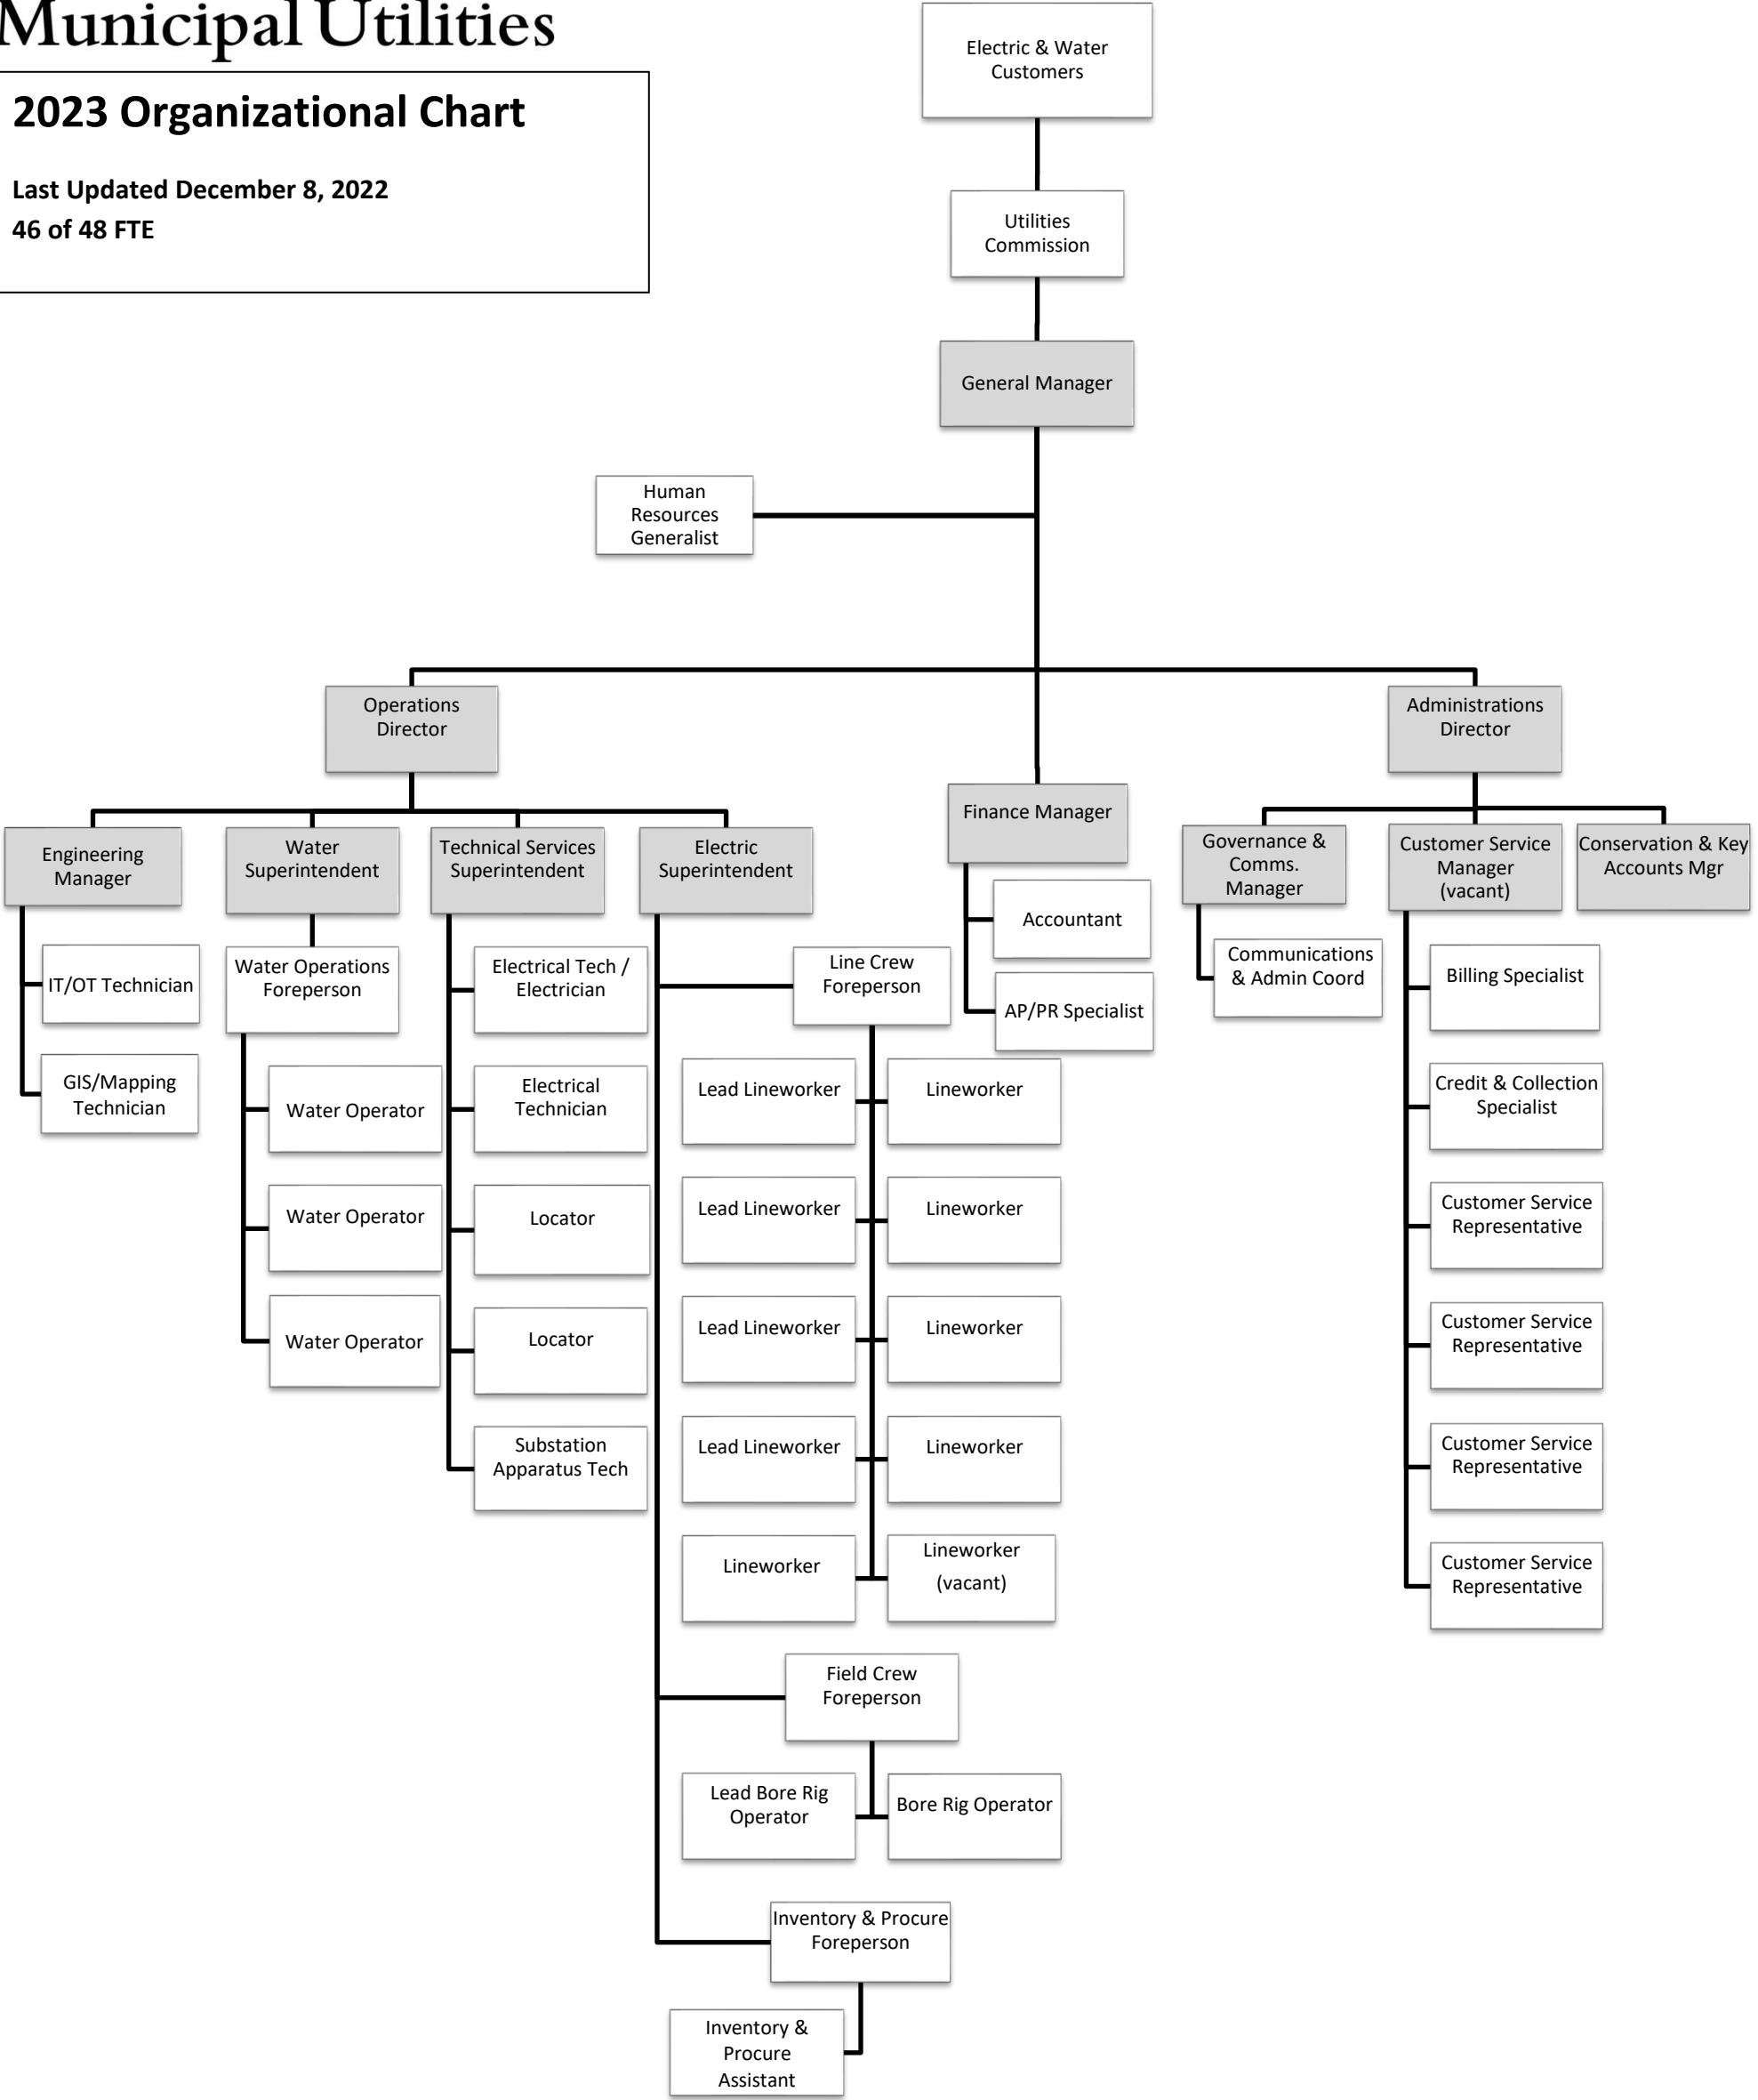 Municipal Utilities
2023 Organizational Chart
Last Updated December 8, 2022
46 of 48 FTE
Electric & Water
Customers
Utilities
Commission
General Manager
Human
Resources
Generalist
Operations
Director
Administrations
Director
Finance Manager
Engineering
Manager
Water
Superintendent
Technical Services
Superintendent
Electric
Superintendent
Governance &
Comms.
Manager
Customer Service
Manager
(vacant)
Conservation & Key
Accounts Mgr
IT/OT Technician
GIS/Mapping
Technician
Water Operations
Foreperson
Water Operator
Water Operator
Water Operator
Electrical Tech /
Electrician
Electrical
Technician
Locator
Locator
Substation
Apparatus Tech
Line Crew
Foreperson
Lead Lineworker
Lineworker
Lead Lineworker
Lineworker
Lead Lineworker
Lineworker
Lead Lineworker
Lineworker
Lineworker
Lineworker
(vacant)
Field Crew
Foreperson
Lead Bore Rig
Operator
Bore Rig Operator
Inventory & Procure
Foreperson
Inventory &
Procure
Assistant
Accountant
AP/PR Specialist
Communications
& Admin Coord
Billing Specialist
Credit & Collection
Specialist
Customer Service
Representative
Customer Service
Representative
Customer Service
Representative
Customer Service
Representative